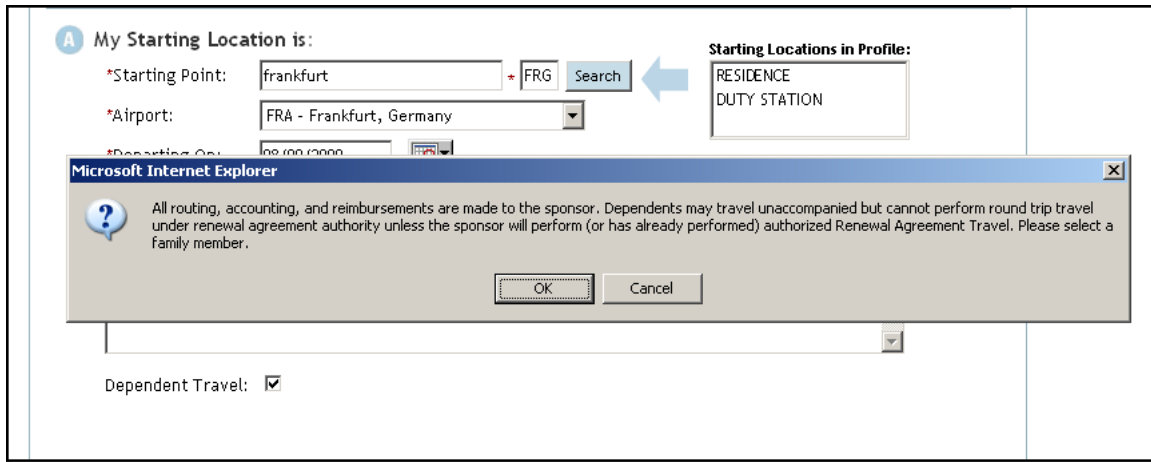 A My Starting Location is:
Starting Locations in Profile:
*Starting Point: frankfurt * FRG Search
RESIDENCE
DUTY STATION
*Airport: FRA - Frankfurt, Germany
*Departing On:
Microsoft Internet Explorer
All routing, accounting, and reimbursements are made to the sponsor. Dependents may travel unaccompanied but cannot perform round trip travel
under renewal agreement authority unless the sponsor will perform (or has already performed) authorized Renewal Agreement Travel. Please select a
family member.
OK Cancel
Dependent Travel: